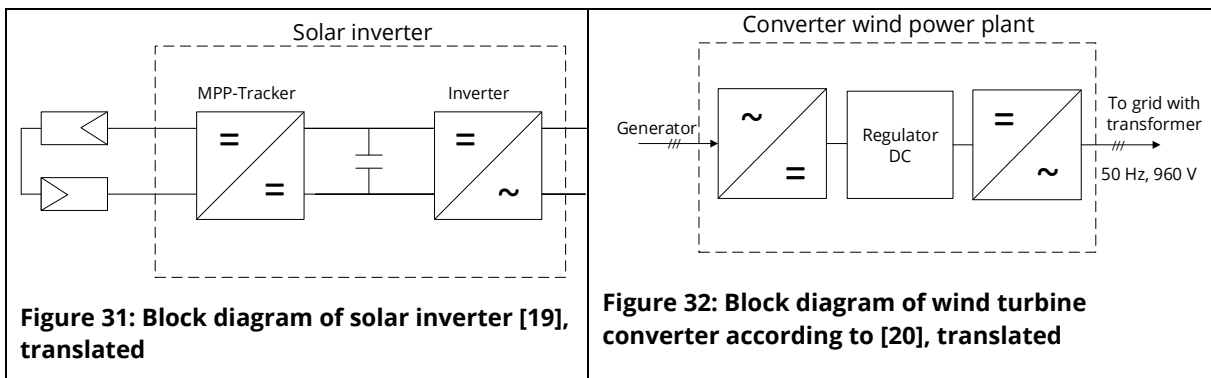 Solar inverter
MPP-Tracker
Inverter
=
=
=
~
Figure 31: Block diagram of solar inverter [19],
translated
Converter wind power plant
Generator
~
=
Regulator
DC
=
~
To grid with
transformer
50 Hz, 960 V
Figure 32: Block diagram of wind turbine
converter according to [20], translated